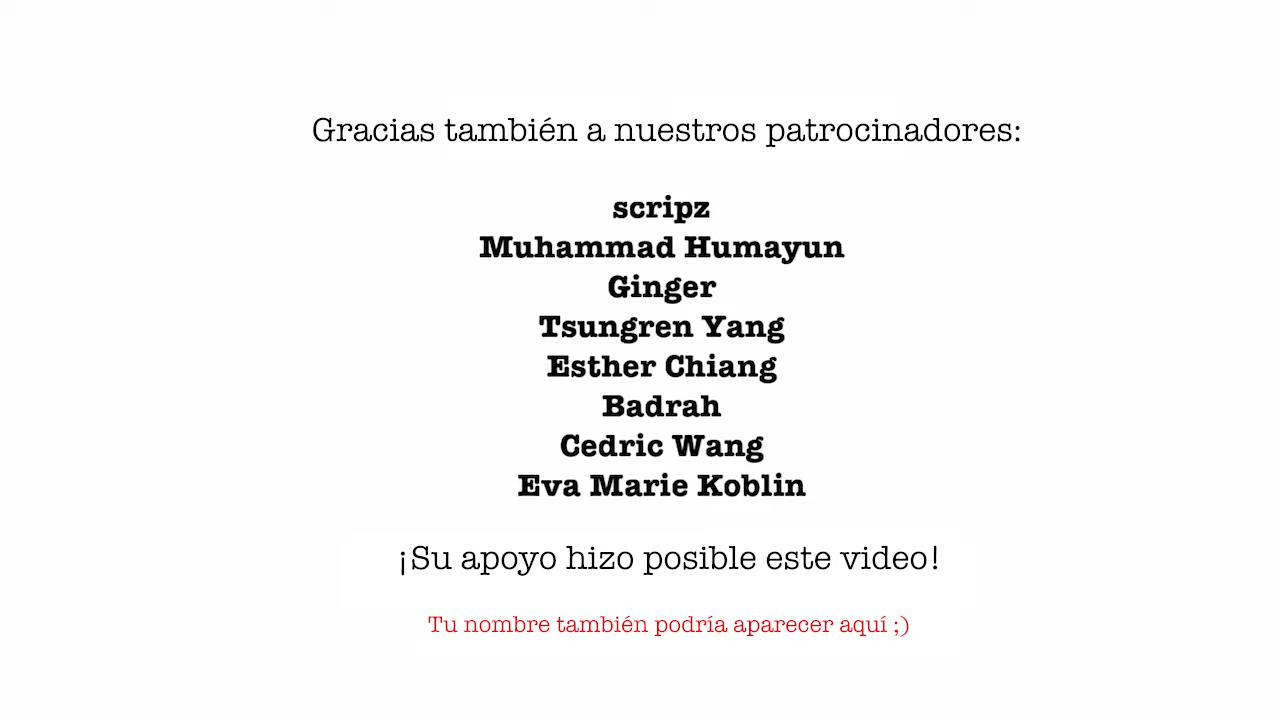 Gracias también a nuestros patrocinadores:
scripz
Muhammad Humayun
Ginger
Tsungren Yang
Esther Chiang
Badrah
Cedric Wang
Eva Marie Koblin
¡Su apoyo hizo posible este video!
Tu nombre también podría aparecer aquí ;)